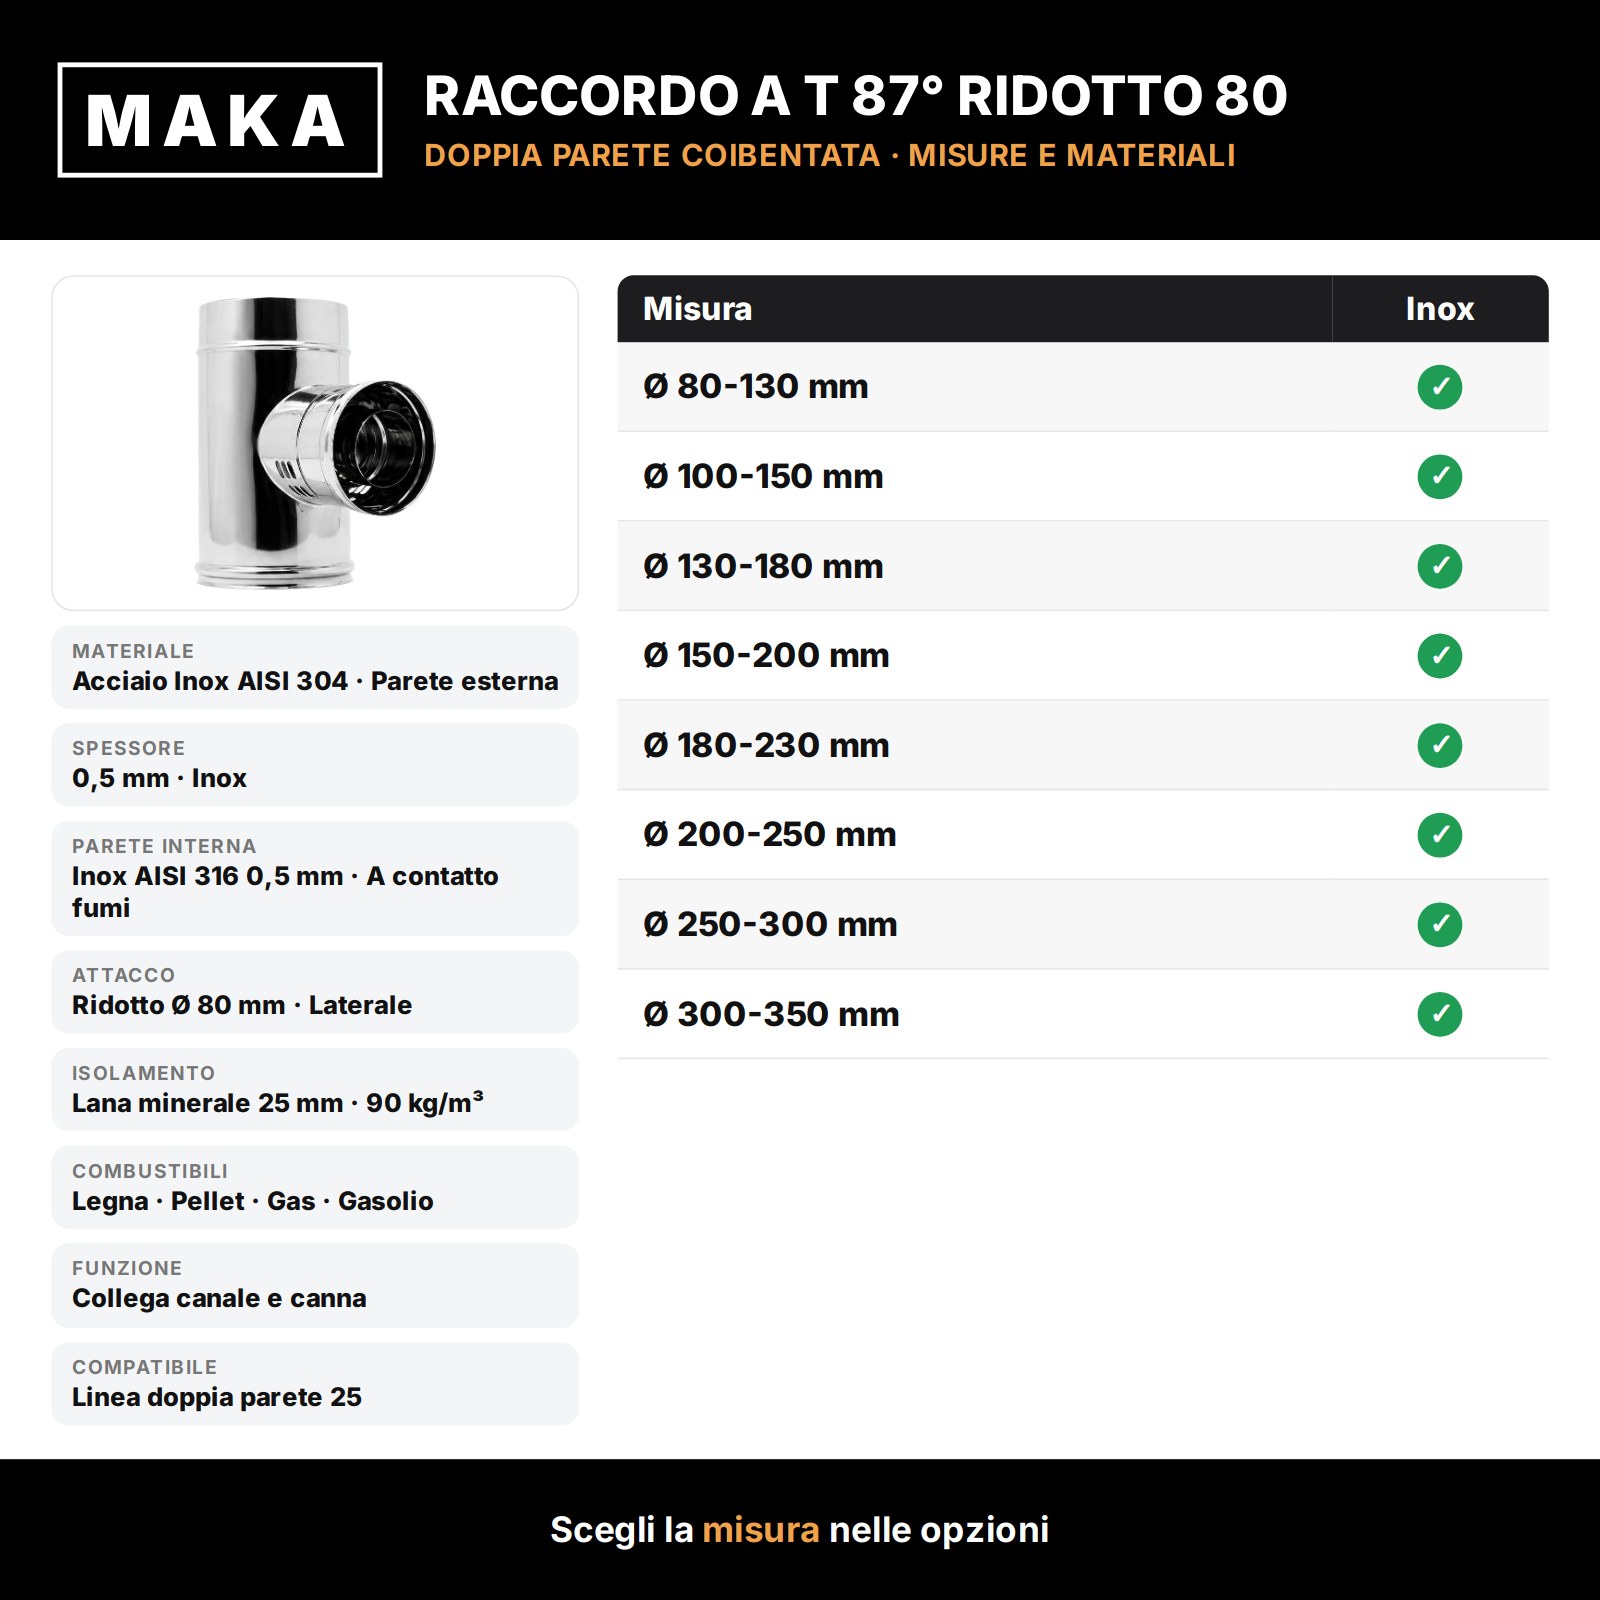 MAKA
RACCORDO A T 87° RIDOTTO 80
DOPPIA PARETE COIBENTATA · MISURE E MATERIALI
MATERIALE
Acciaio Inox AISI 304 · Parete esterna
SPESSORE
0,5 mm · Inox
PARETE INTERNA
Inox AISI 316 0,5 mm · A contatto
fumi
ATTACCO
Ridotto Ø 80 mm · Laterale
ISOLAMENTO
Lana minerale 25 mm · 90 kg/m³
COMBUSTIBILI
Legna · Pellet · Gas · Gasolio
FUNZIONE
Collega canale e canna
COMPATIBILE
Linea doppia parete 25
Misura Inox
Ø 80-130 mm ✓
Ø 100-150 mm ✓
Ø 130-180 mm ✓
Ø 150-200 mm ✓
Ø 180-230 mm ✓
Ø 200-250 mm ✓
Ø 250-300 mm ✓
Ø 300-350 mm ✓
Scegli la misura nelle opzioni